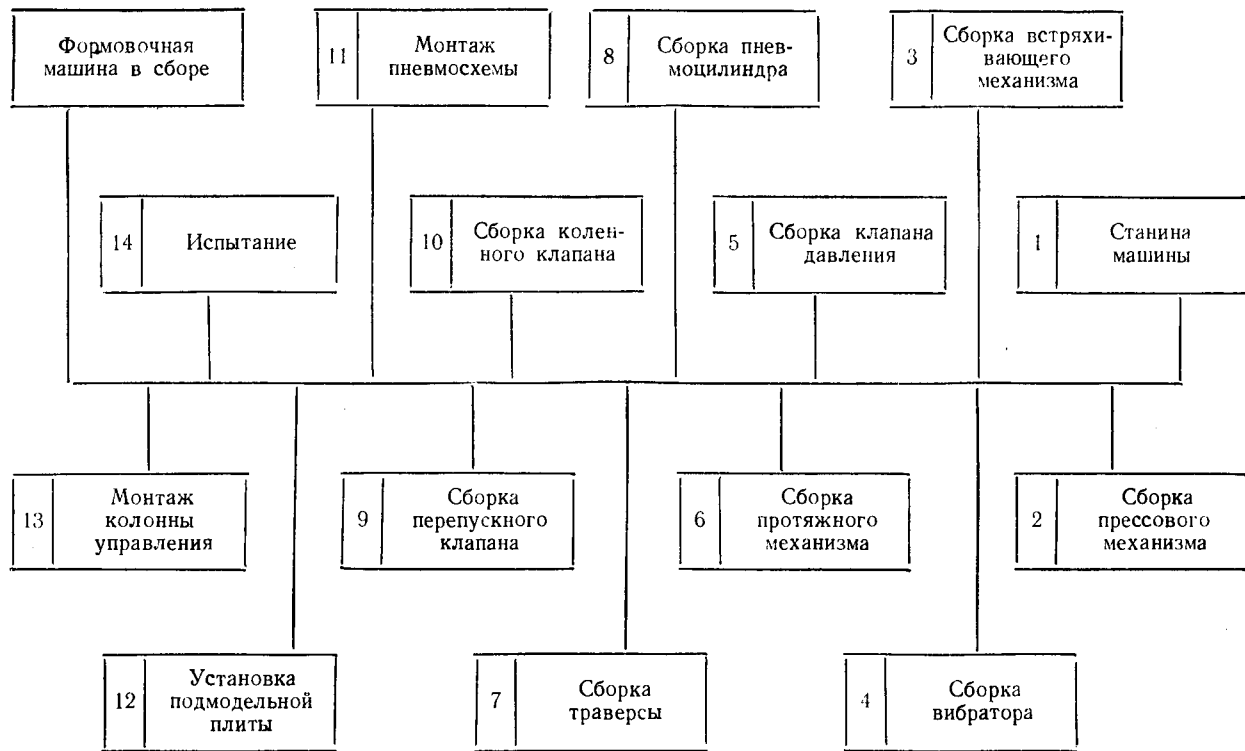 Формовочная
машина в сборе
11
Монтаж
пневмосхемы
8
Сборка пнев-
моцилиндра
3
Сборка встряхи-
вающего
механизма
14
Испытание
10
Сборка колен-
ного клапана
5
Сборка клапана
давления
1
Станина
машины
13
Монтаж
колонны
управления
9
Сборка
перепускного
клапана
6
Сборка
протяжного
механизма
2
Сборка
прессового
механизма
12
Установка
подмодельной
плиты
7
Сборка
траверсы
4
Сборка
вибратора